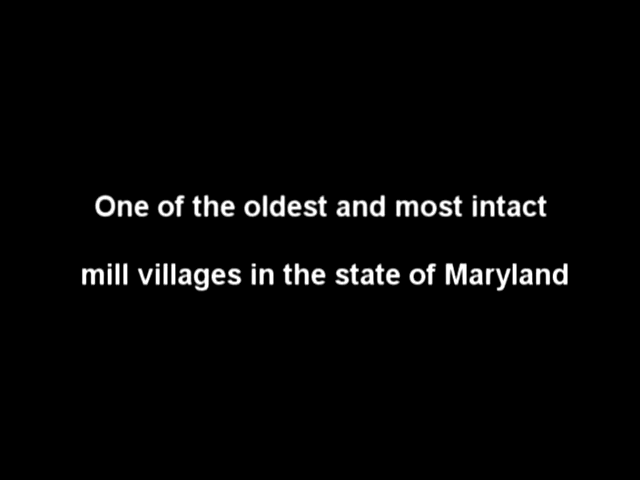 One of the oldest and most intact
mill villages in the state of Maryland